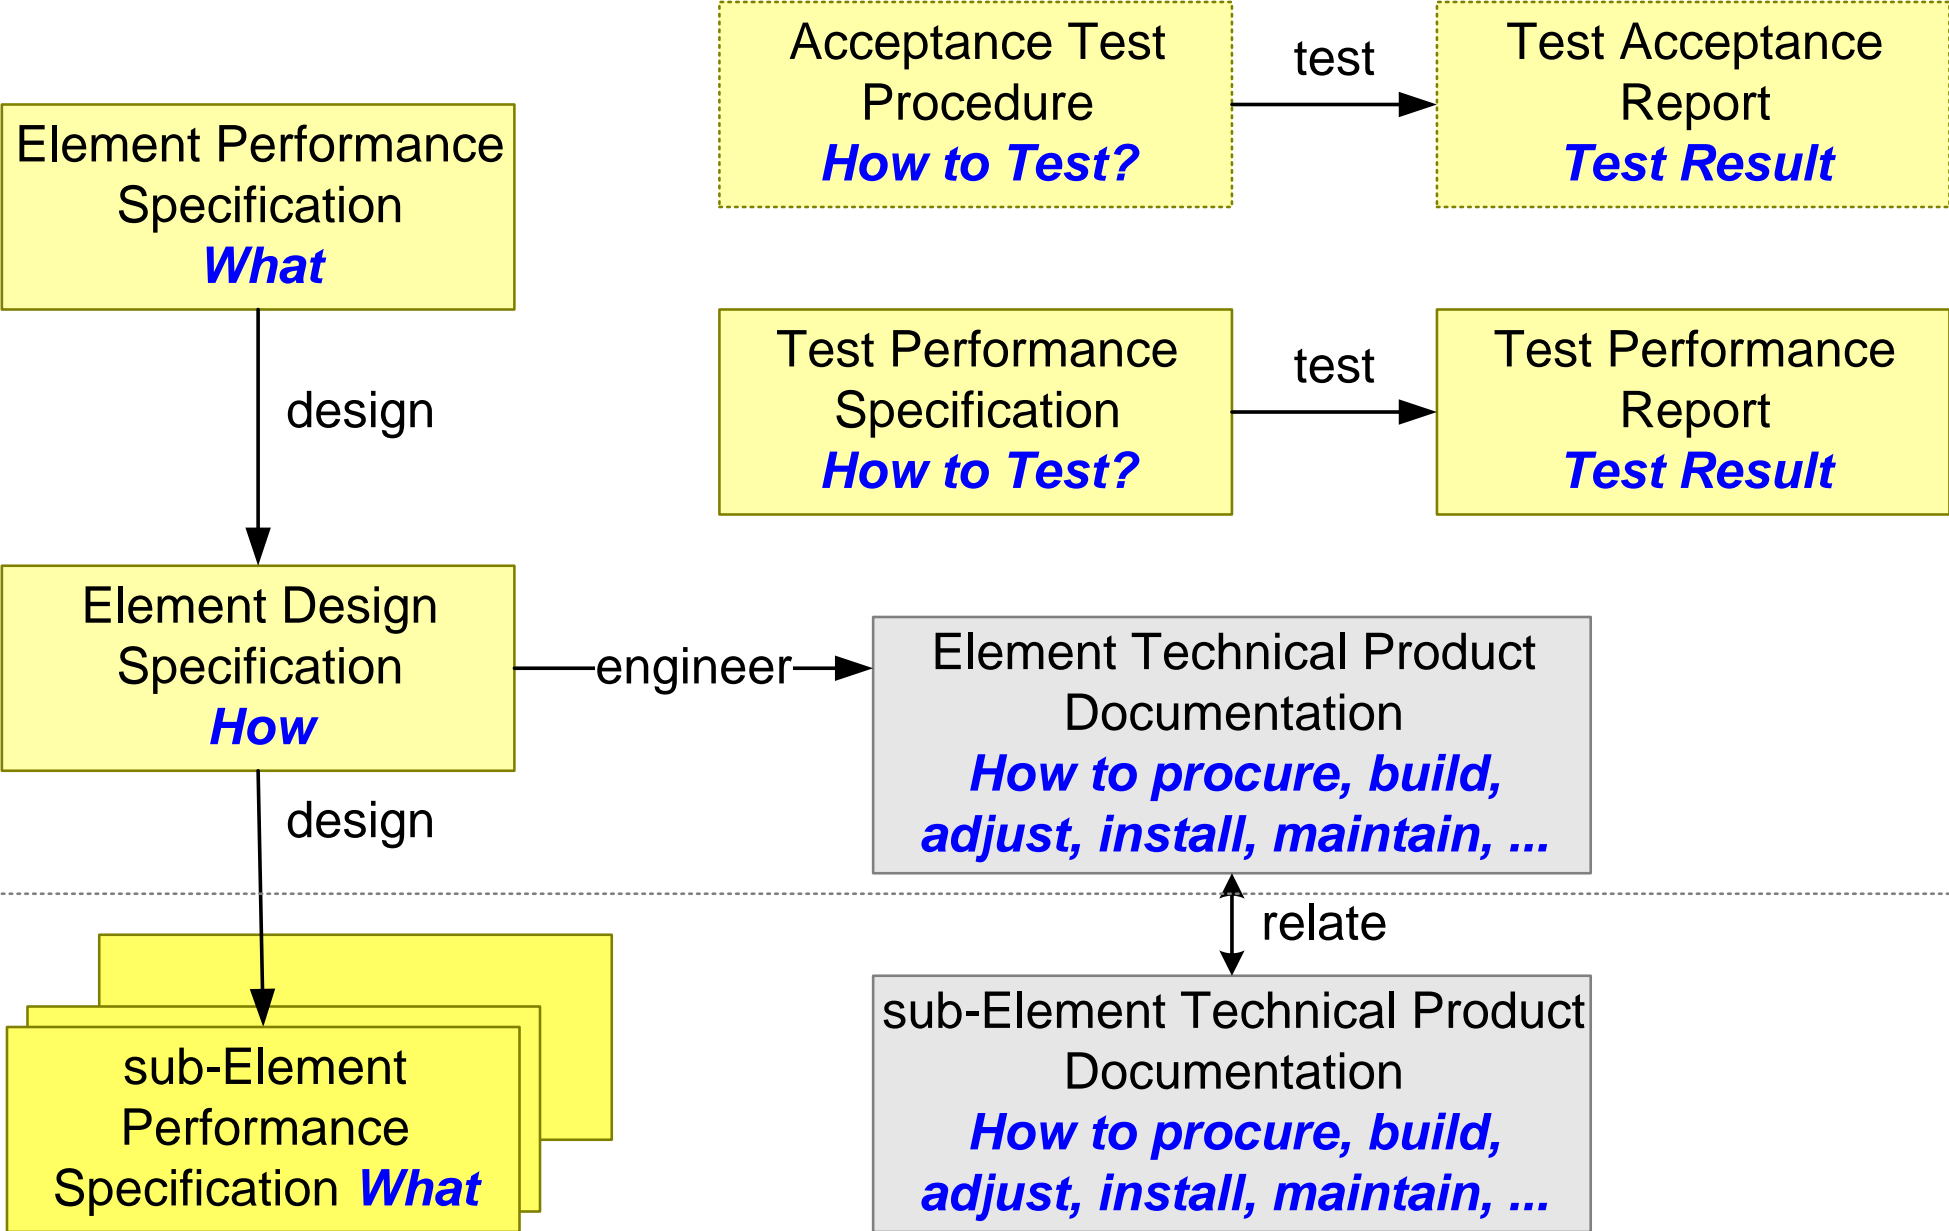 Acceptance Test
Procedure
How to Test?
test
Test Acceptance
Report
Test Result
Element Performance
Specification
What
design
Test Performance
Specification
How to Test?
test
Test Performance
Report
Test Result
Element Design
Specification
How
engineer
Element Technical Product
Documentation
How to procure, build,
adjust, install, maintain, ...
design
relate
sub-Element
Performance
Specification What
sub-Element Technical Product
Documentation
How to procure, build,
adjust, install, maintain, ...